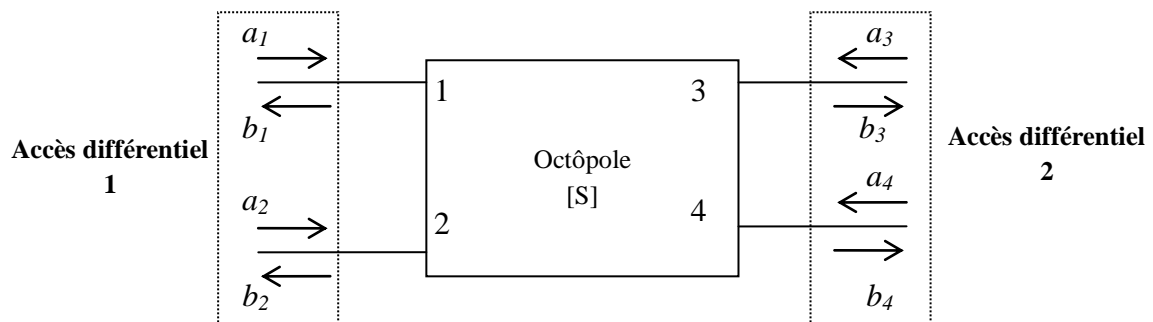 a1
b1
Accès différentiel
1
a2
b2
1
2
3
4
Octôpole
[S]
a3
b3
Accès différentiel
2
a4
b4